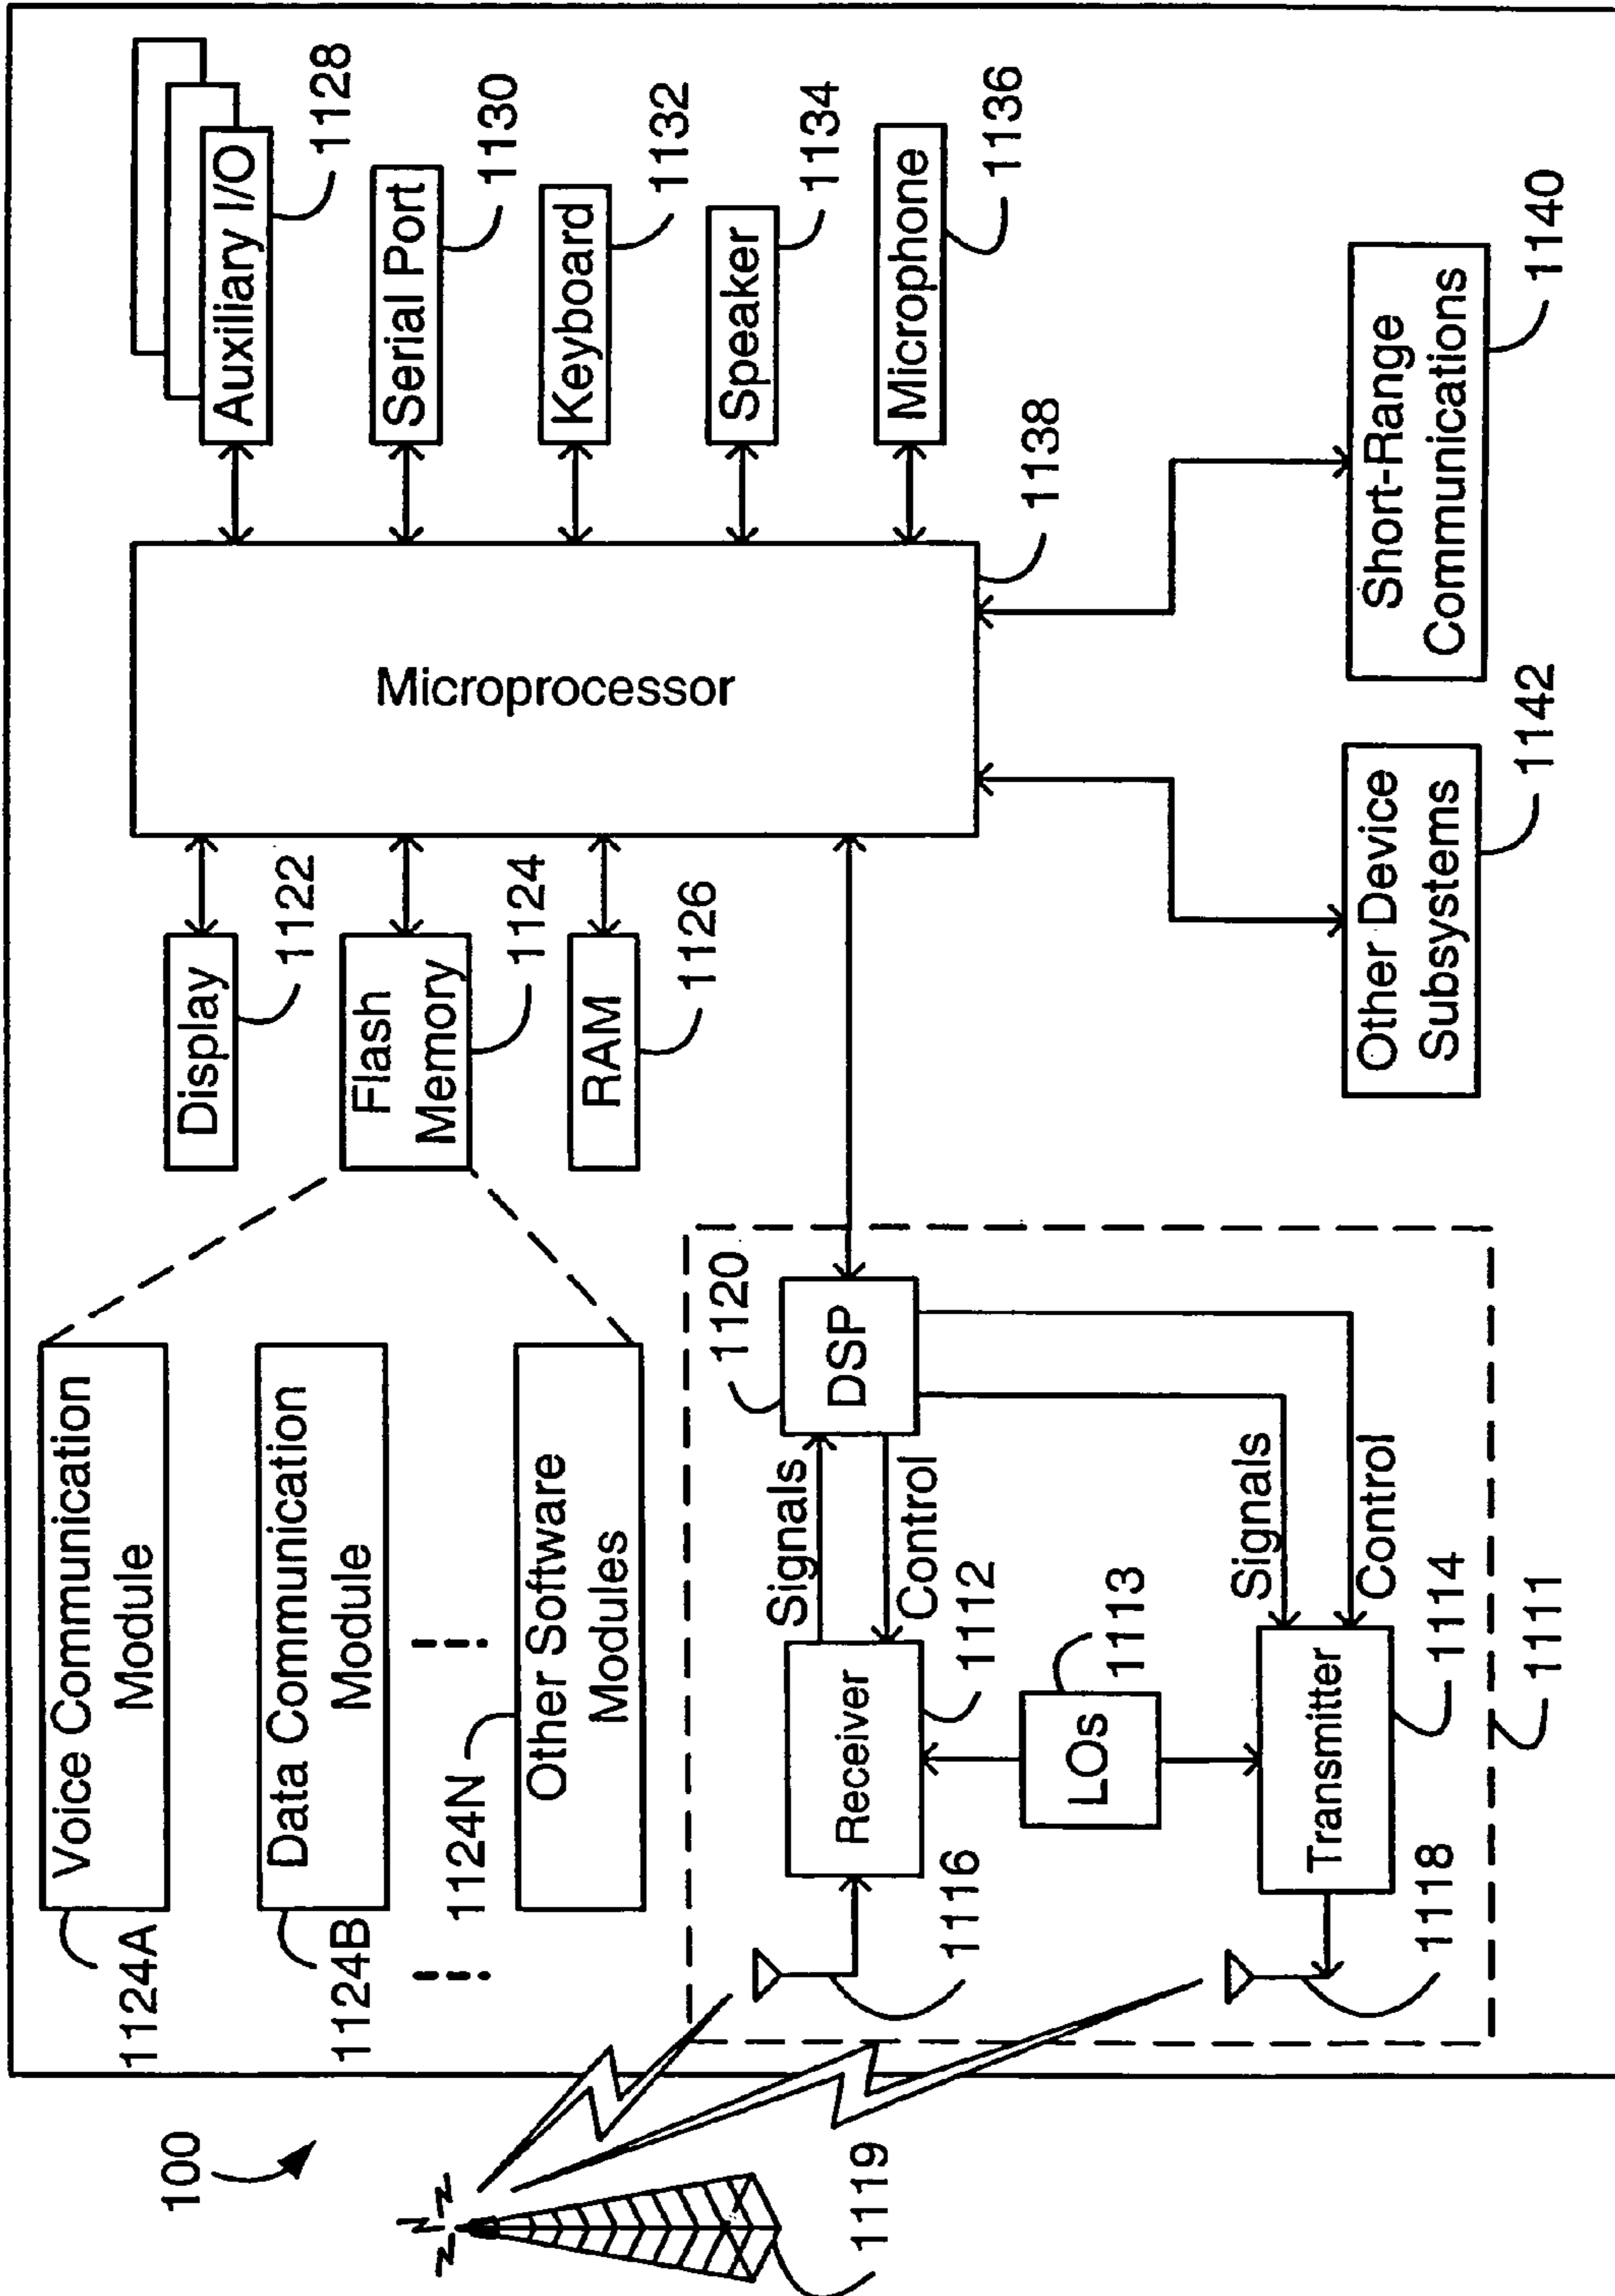 100
1119
Voice Communication
Module
1124A
Data Communication
Module
1124B
1124N
Other Software
Modules
Display
1122
Flash
Memory
1124
RAM
1126
Microprocessor
1138
Auxiliary I/O
1128
Serial Port
1130
Keyboard
1132
Speaker
1134
Microphone
1136
1116
Receiver
1112
Signals
Control
DSP
1120
LOs
1113
Signals
Control
Transmitter
1114
1118
1111
Other Device
Subsystems
1142
Short-Range
Communications
1140